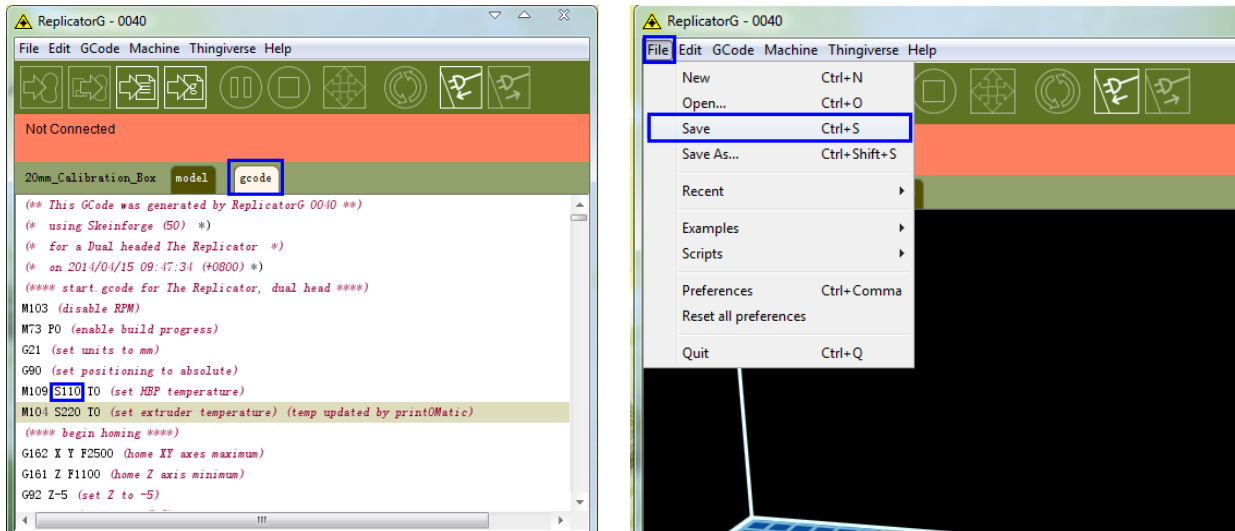 ReplicatorG - 0040
File Edit GCode Machine Thingiverse Help
Not Connected
20mm_Calibration_Box model gcode
(** This GCode was generated by ReplicatorG 0040 **)
(* using Skeinforge (50) *)
(* for a Dual headed The Replicator *)
(* on 2014/04/15 09:47:34 (+0800) *)
(**** start.gcode for The Replicator, dual head ****)
M103 (disable RPM)
M73 P0 (enable build progress)
G21 (set units to mm)
G90 (set positioning to absolute)
M109 S110 T0 (set HBP temperature)
M104 S220 T0 (set extruder temperature) (temp updated by printOMatic)
(**** begin homing ****)
G162 X Y F2500 (home XY axes maximum)
G161 Z F1100 (home Z axis minimum)
G92 Z-5 (set Z to -5)
ReplicatorG - 0040
File Edit GCode Machine Thingiverse Help
New Ctrl+N
Open... Ctrl+O
Save Ctrl+S
Save As... Ctrl+Shift+S
Recent
Examples
Scripts
Preferences Ctrl+Comma
Reset all preferences
Quit Ctrl+Q